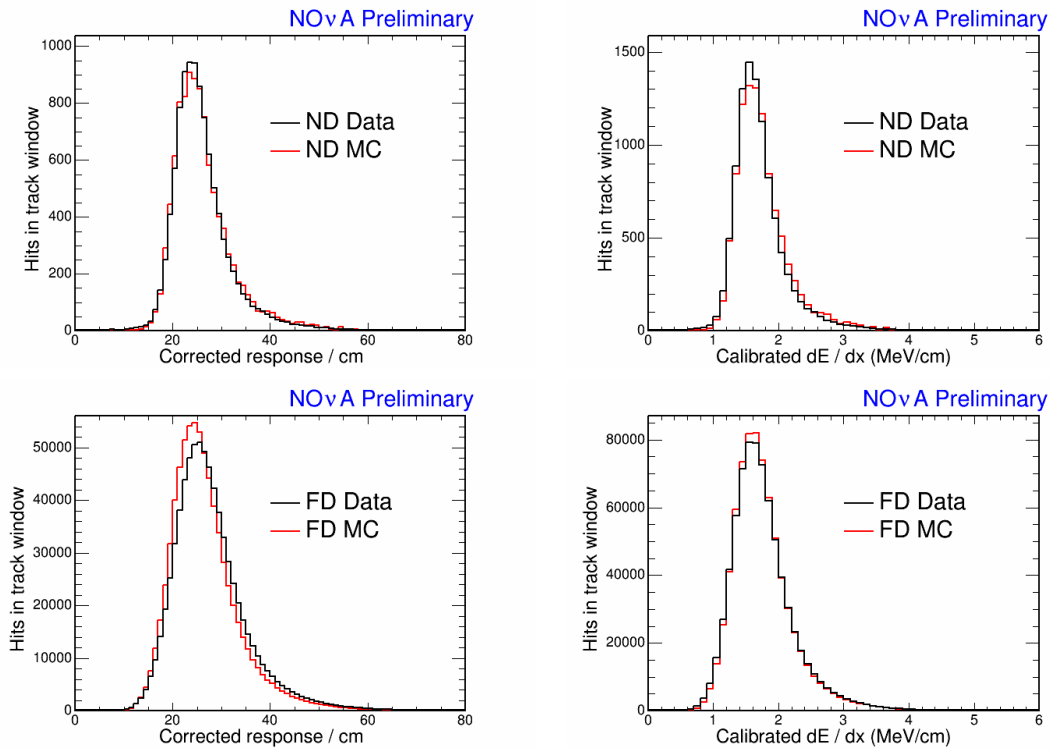 NOνA Preliminary
1000
800
600
400
200
0
Hits in track window
ND Data
ND MC
0 20 40 60 80
Corrected response / cm
NOνA Preliminary
1500
1000
500
0
Hits in track window
ND Data
ND MC
0 1 2 3 4 5 6
Calibrated dE / dx (MeV/cm)
NOνA Preliminary
50000
40000
30000
20000
10000
0
Hits in track window
FD Data
FD MC
0 20 40 60 80
Corrected response / cm
NOνA Preliminary
80000
60000
40000
20000
0
Hits in track window
FD Data
FD MC
0 1 2 3 4 5 6
Calibrated dE / dx (MeV/cm)